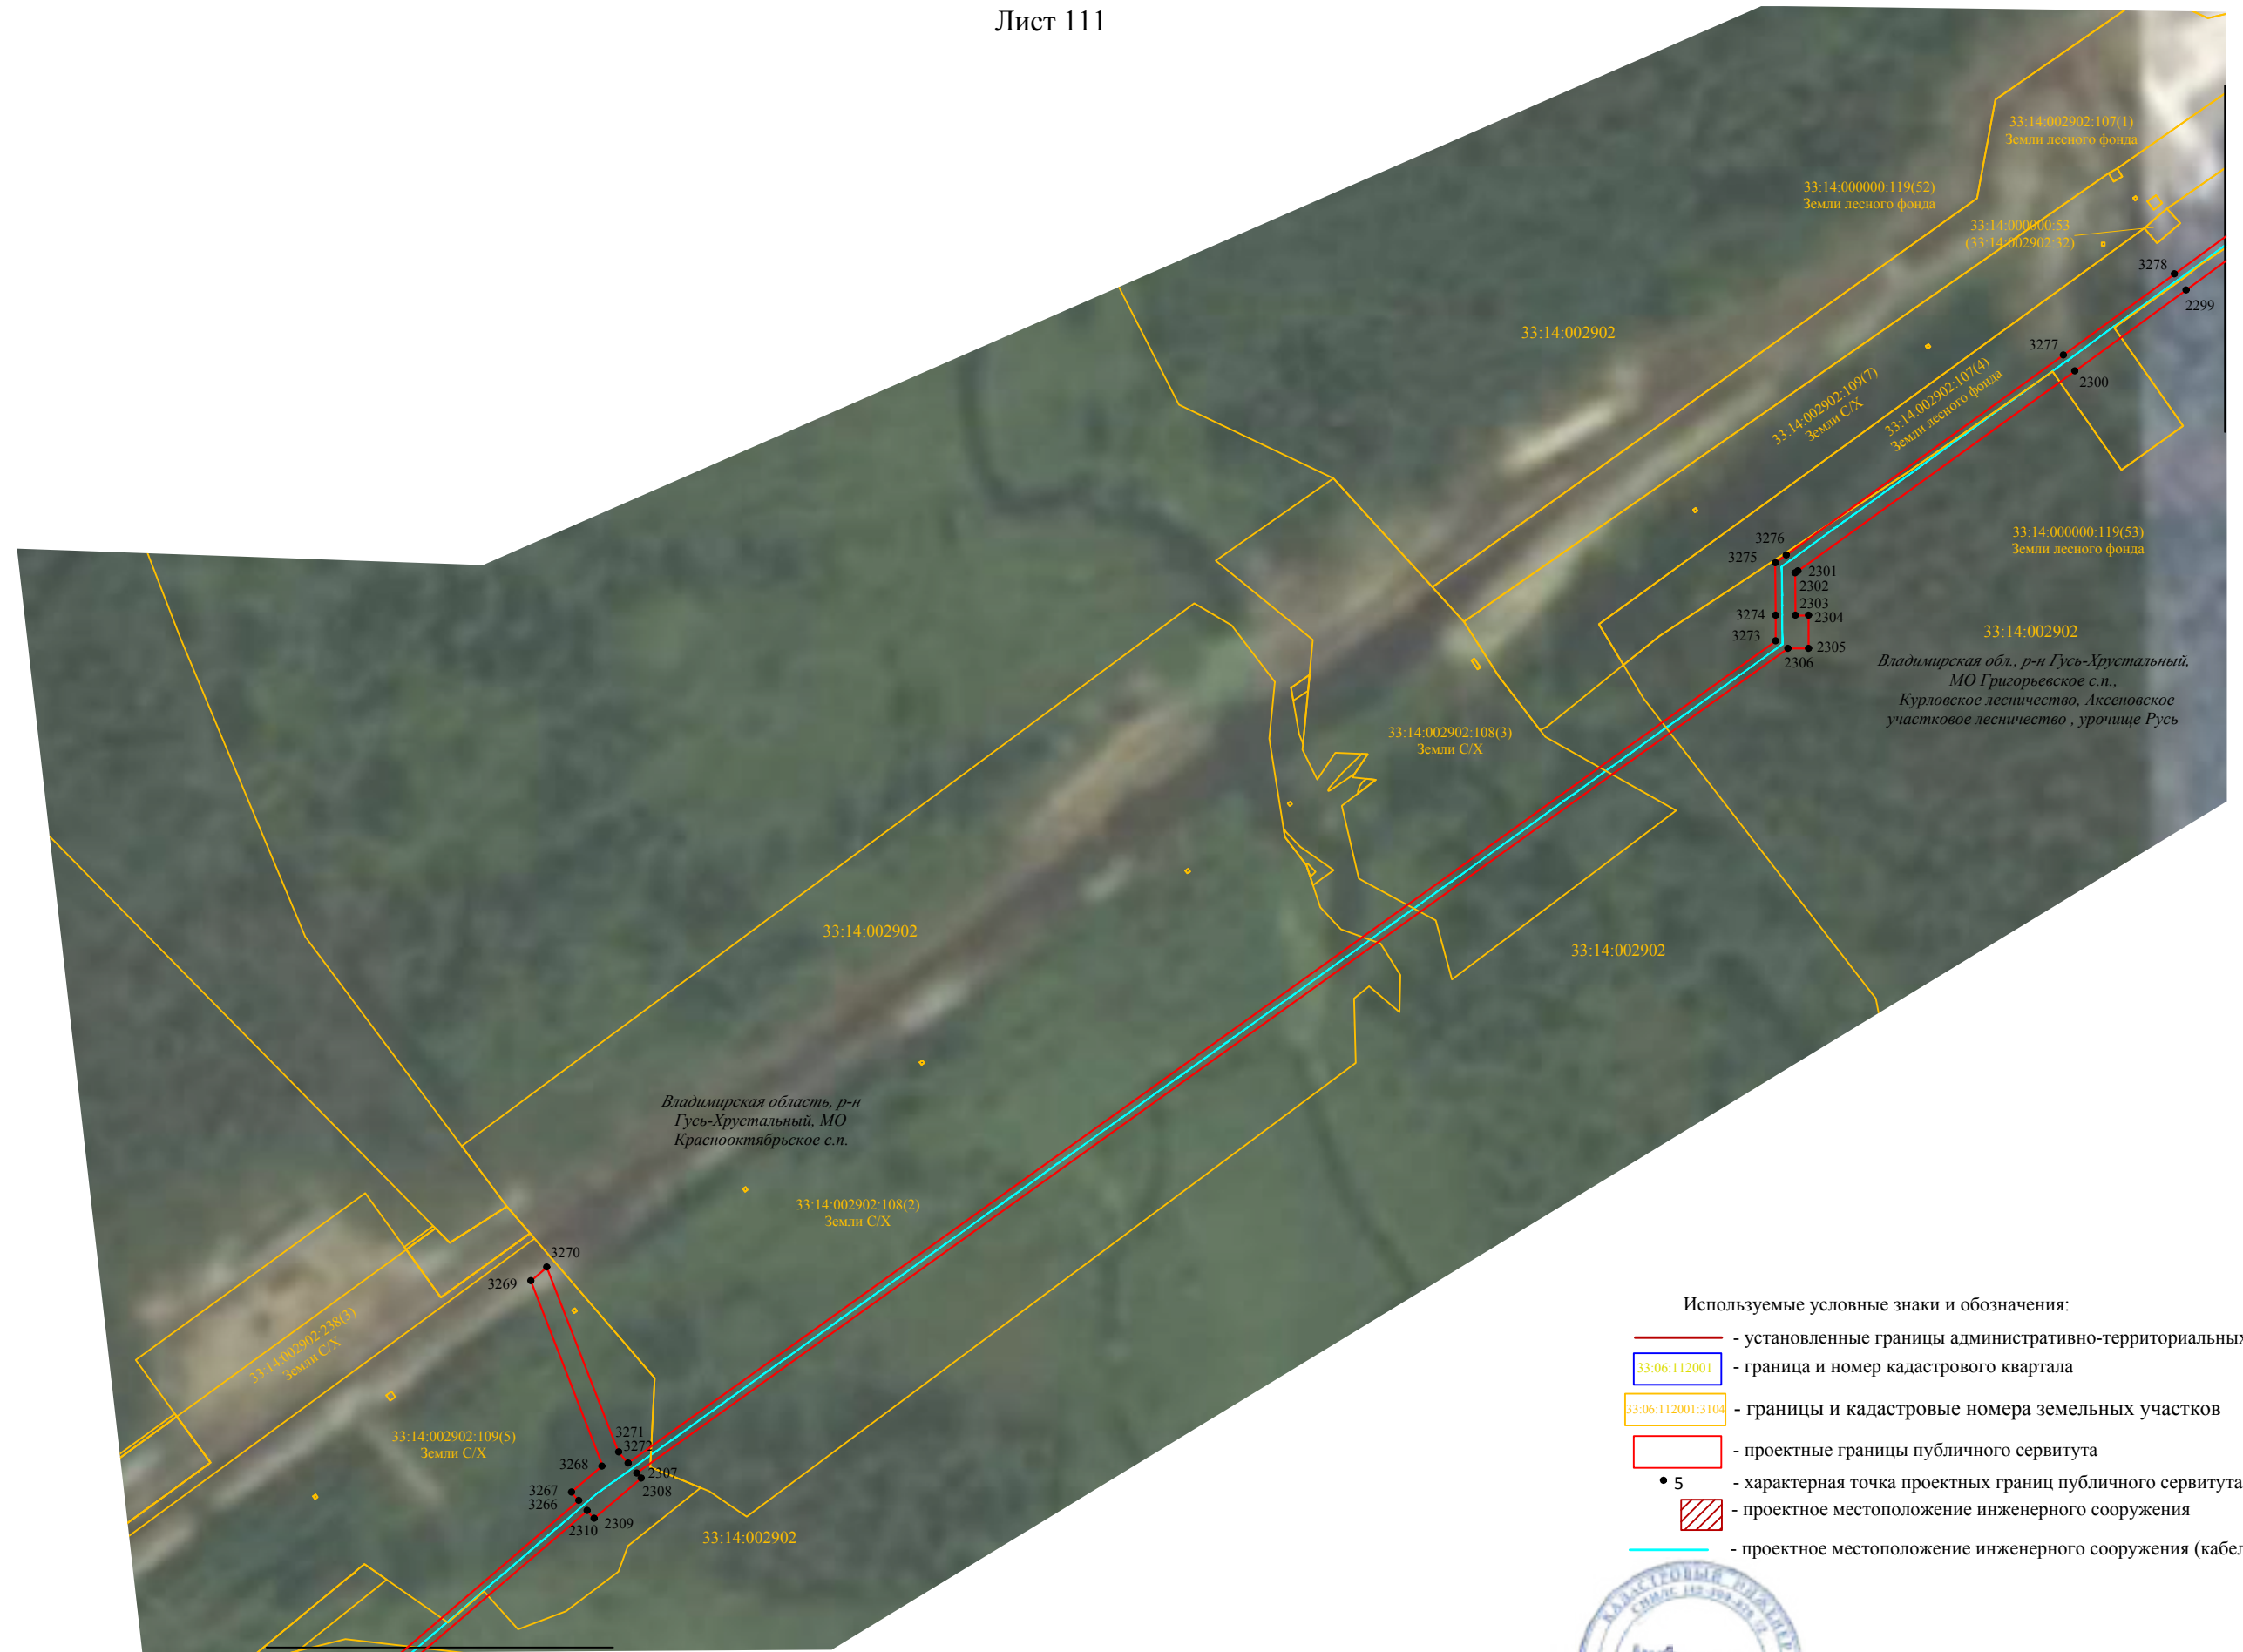 Лист 111
33:14:002902:107(1)
Земли лесного фонда
33:14:000000:119(52)
Земли лесного фонда
33:14:000000:53
(33:14:002902:32)
3278
2299
33:14:002902
3277
2300
33:14:002902:109(7)
Земли С/Х
33:14:002902:107(4)
Земли лесного фонда
33:14:000000:119(53)
Земли лесного фонда
3276
3275
2301
2302
2303
3274
2304
3273
2305
2306
33:14:002902
Владимирская обл., р-н Гусь-Хрустальный,
МО Григорьевское с.п.,
Курловское лесничество, Аксеновское
участковое лесничество , урочище Русь
33:14:002902:108(3)
Земли С/Х
33:14:002902
33:14:002902
Владимирская область, р-н
Гусь-Хрустальный, МО
Краснооктябрьское с.п.
33:14:002902:108(2)
Земли С/Х
3270
3269
33:14:002902:238(3)
Земли С/Х
33:14:002902:109(5)
Земли С/Х
3271
3272
3268
2307
2308
3267
3266
2309
2310
33:14:002902
Используемые условные знаки и обозначения:
- установленные границы административно-территориальных
33:06:112001 - граница и номер кадастрового квартала
33:06:112001:3104 - границы и кадастровые номера земельных участков
- проектные границы публичного сервитута
5 - характерная точка проектных границ публичного сервитута
- проектное местоположение инженерного сооружения
- проектное местоположение инженерного сооружения (кабел
КАДАСТРОВЫЙ ИНЖЕНЕР
СНИЛС